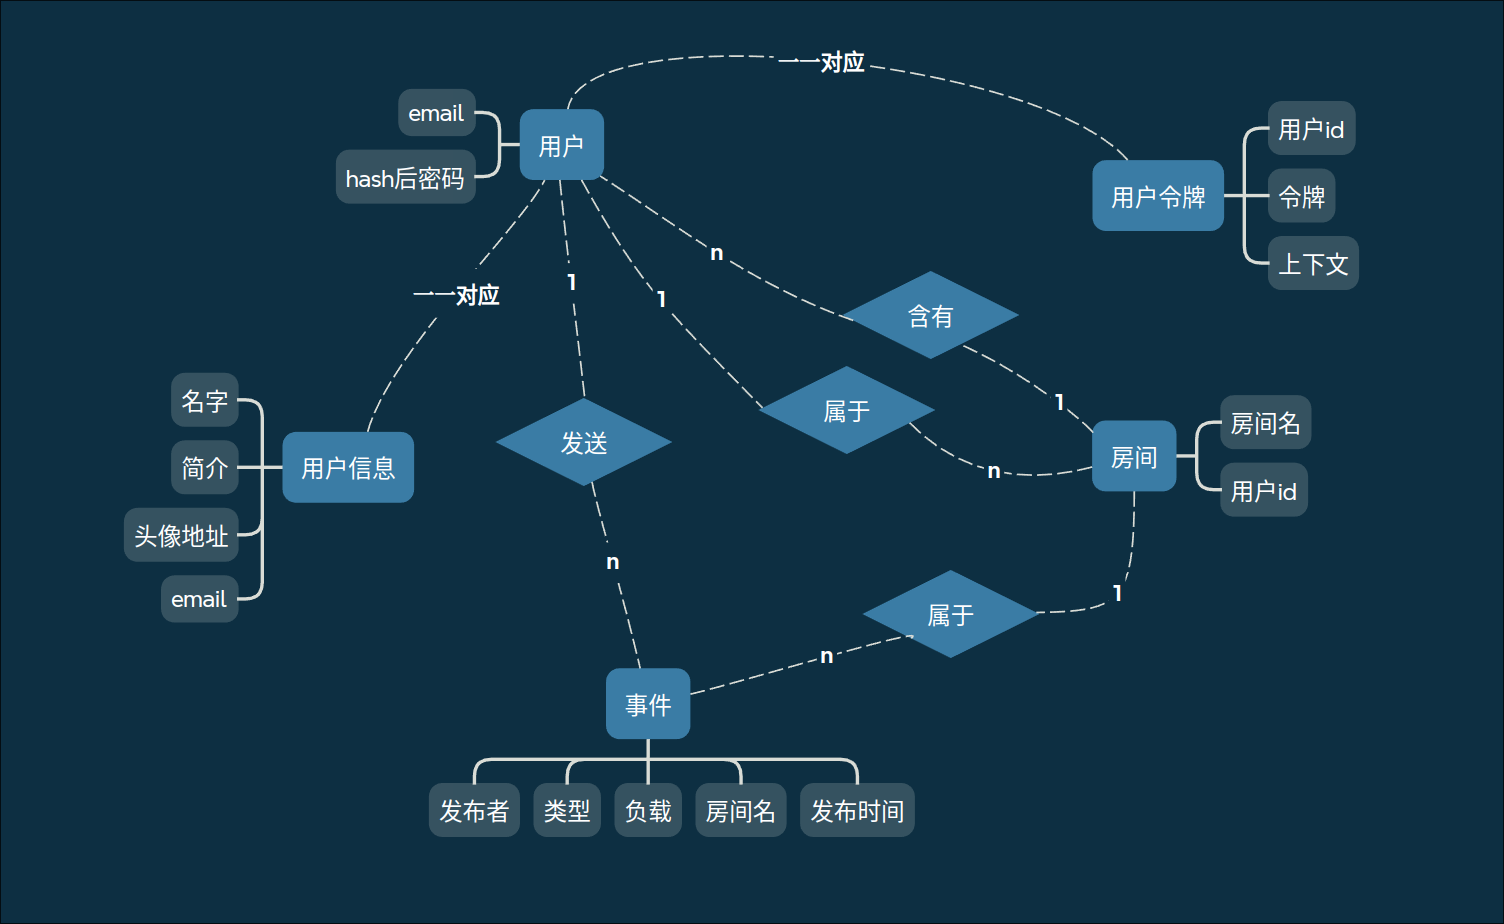 一一对应
email
用户
hash后密码
用户id
用户令牌
令牌
上下文
n
一一对应
1
1
含有
名字
简介
头像地址
email
用户信息
发送
属于
1
n
房间
房间名
用户id
n
属于
1
n
事件
发布者
类型
负载
房间名
发布时间